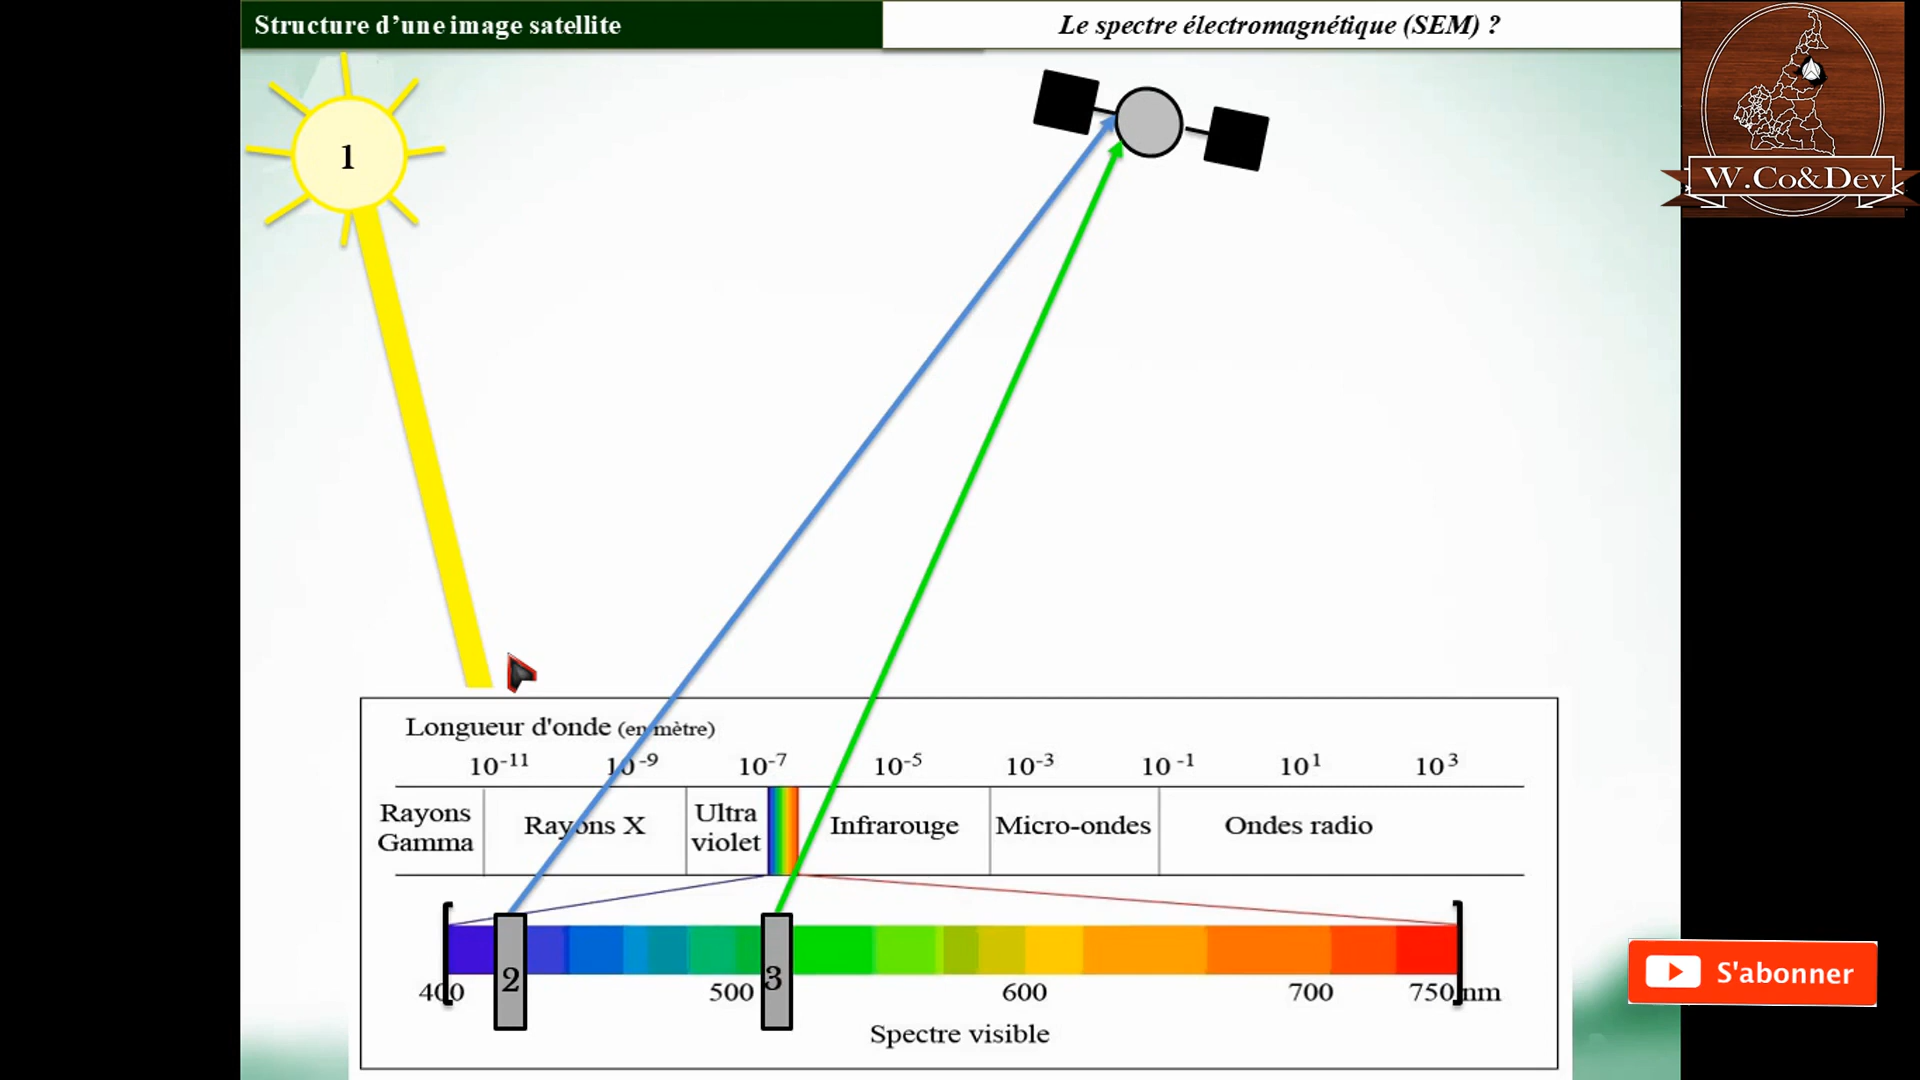 Structure d'une image satellite
Le spectre électromagnétique (SEM) ?
W.Co&Dev
1
Longueur d'onde (en mètre)
10⁻¹¹ 10⁻⁹ 10⁻⁷ 10⁻⁵ 10⁻³ 10⁻¹ 10¹ 10³
Rayons Gamma
Rayons X
Ultra violet
Infrarouge
Micro-ondes
Ondes radio
2
3
400 500 600 700 750 nm
Spectre visible
S'abonner